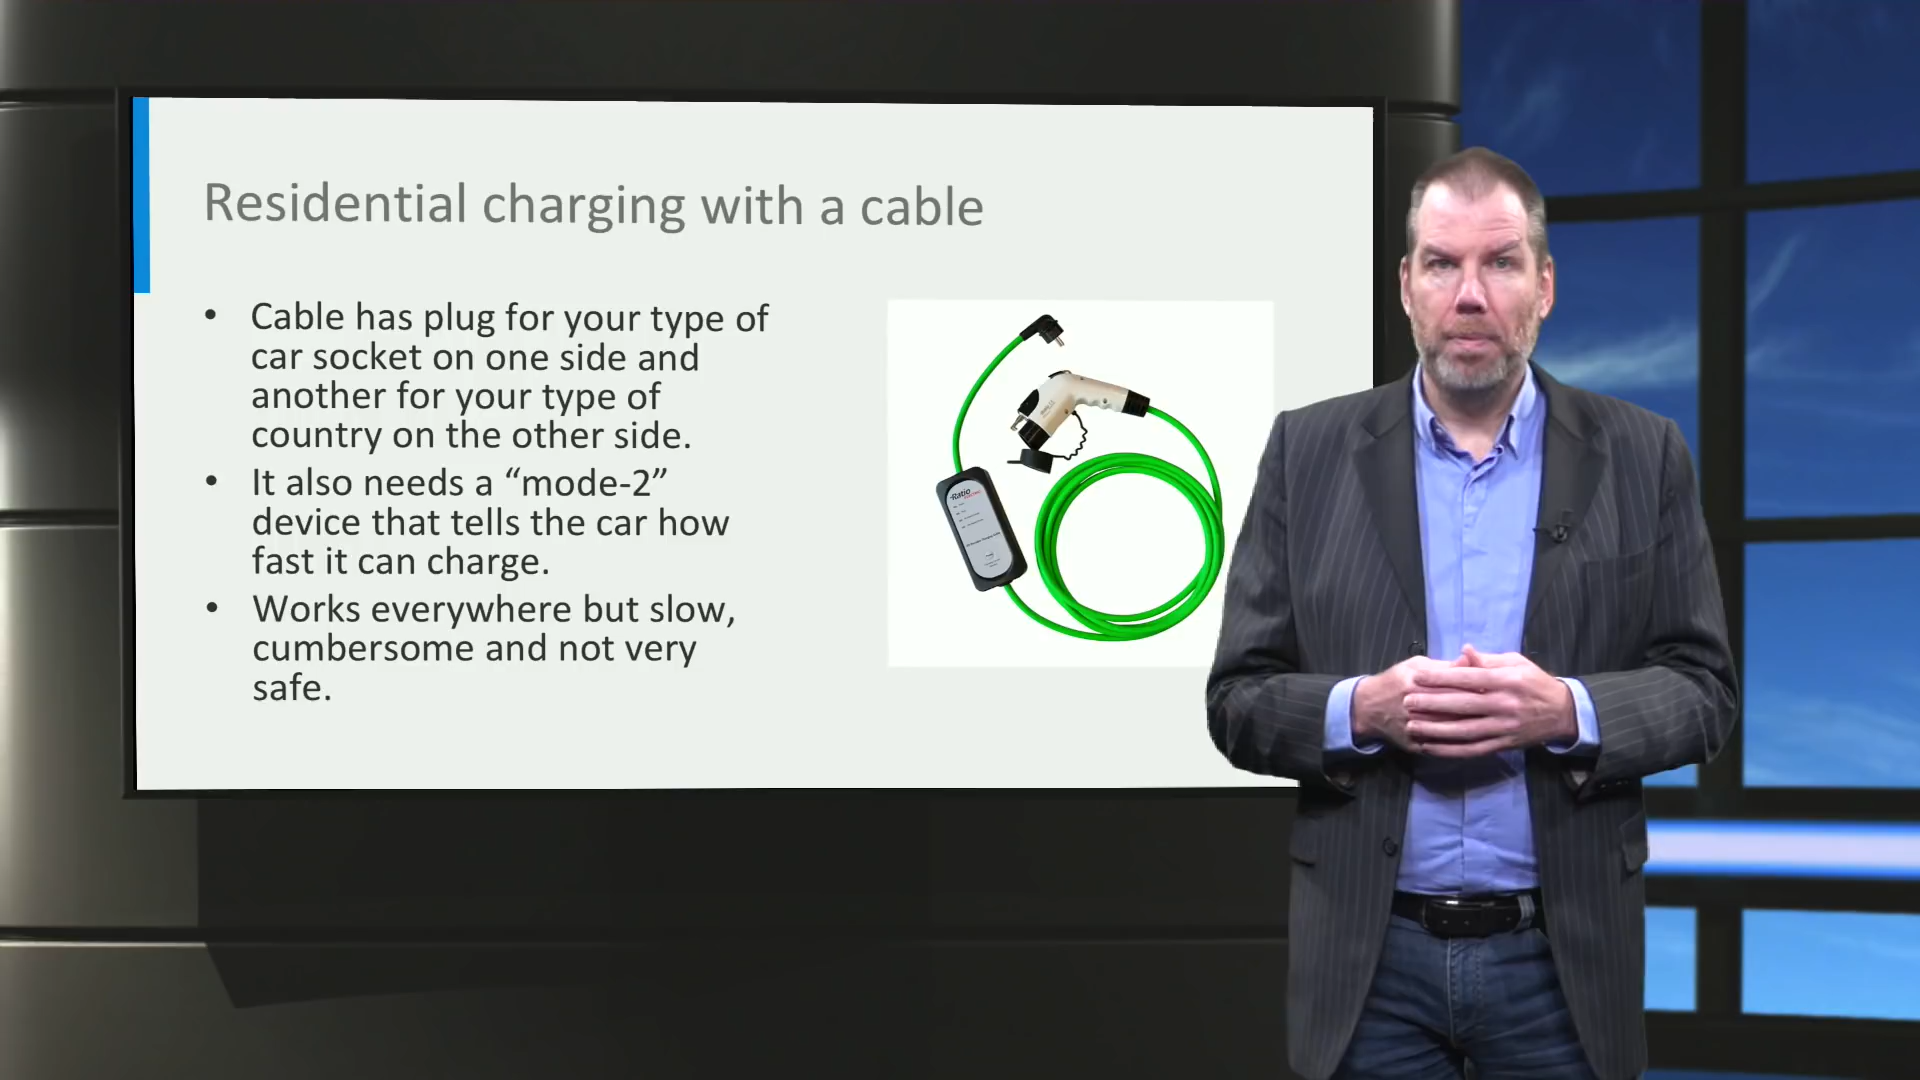 Residential charging with a cable
• Cable has plug for your type of
car socket on one side and
another for your type of
country on the other side.
• It also needs a “mode-2”
device that tells the car how
fast it can charge.
• Works everywhere but slow,
cumbersome and not very
safe.
Ratio